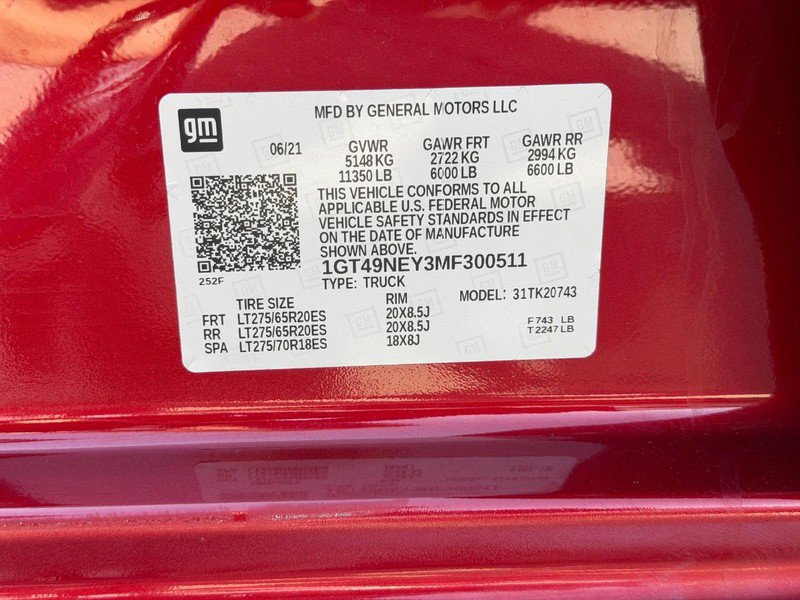 gm
MFD BY GENERAL MOTORS LLC
06/21 GVWR GAWR FRT GAWR RR
5148 KG 2722 KG 2994 KG
11350 LB 6000 LB 6600 LB
THIS VEHICLE CONFORMS TO ALL
APPLICABLE U.S. FEDERAL MOTOR
VEHICLE SAFETY STANDARDS IN EFFECT
ON THE DATE OF MANUFACTURE
SHOWN ABOVE.
252F
1GT49NEY3MF300511
TYPE: TRUCK
TIRE SIZE RIM MODEL: 31TK20743
FRT LT275/65R20ES 20X8.5J
RR LT275/65R20ES 20X8.5J
SPA LT275/70R18ES 18X8J
F 743 LB
T 2247 LB